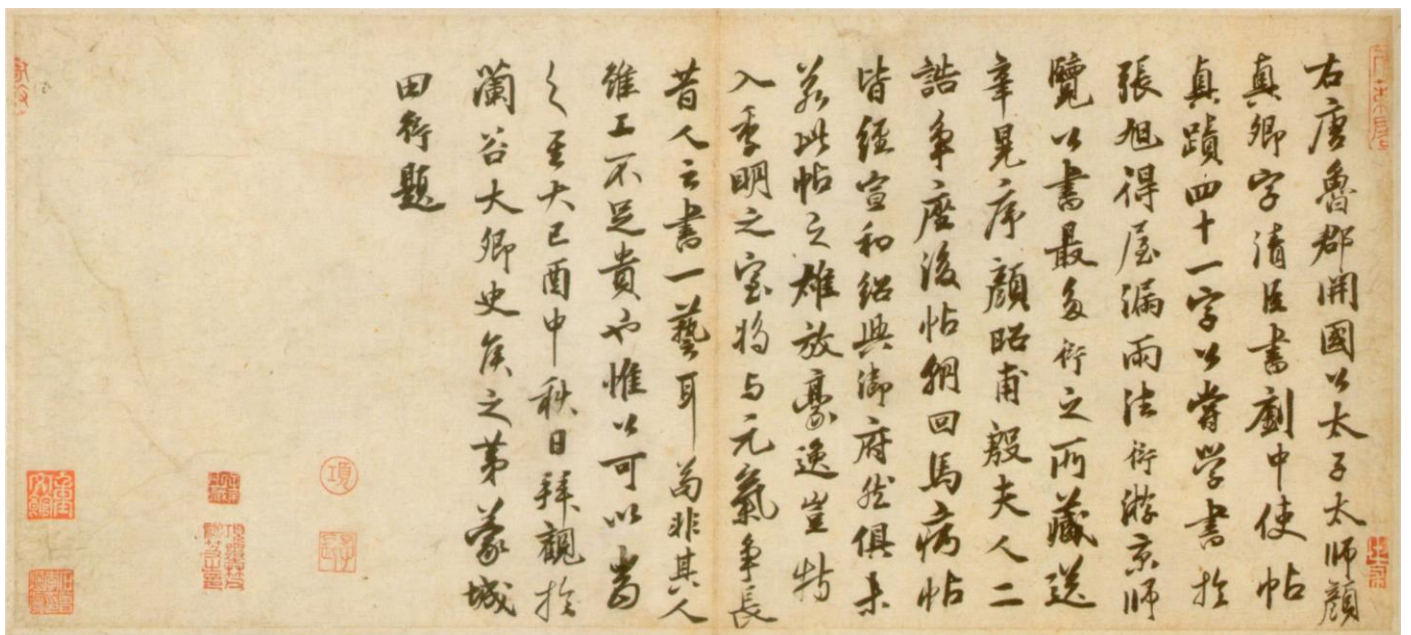 右唐魯郡開國公太子太師顏
真卿字清臣書劉中使帖
真蹟四十一字公嘗学書於
張旭得屋漏雨法衍游京師
覽公書最多衍之所藏送
辛晃序顏昭甫殷夫人二
誥爭座後帖朝回馬病帖
皆經宣和紹興御府然俱未
若此帖之雄放豪逸豈特
入季明之室将与元氣爭長
昔人云書一藝耳苟非其人
雖工不足貴也惟公可以當
之至大己酉中秋日拜觀於
蘭谷大卿史侯之第蒙城
田衍題
項